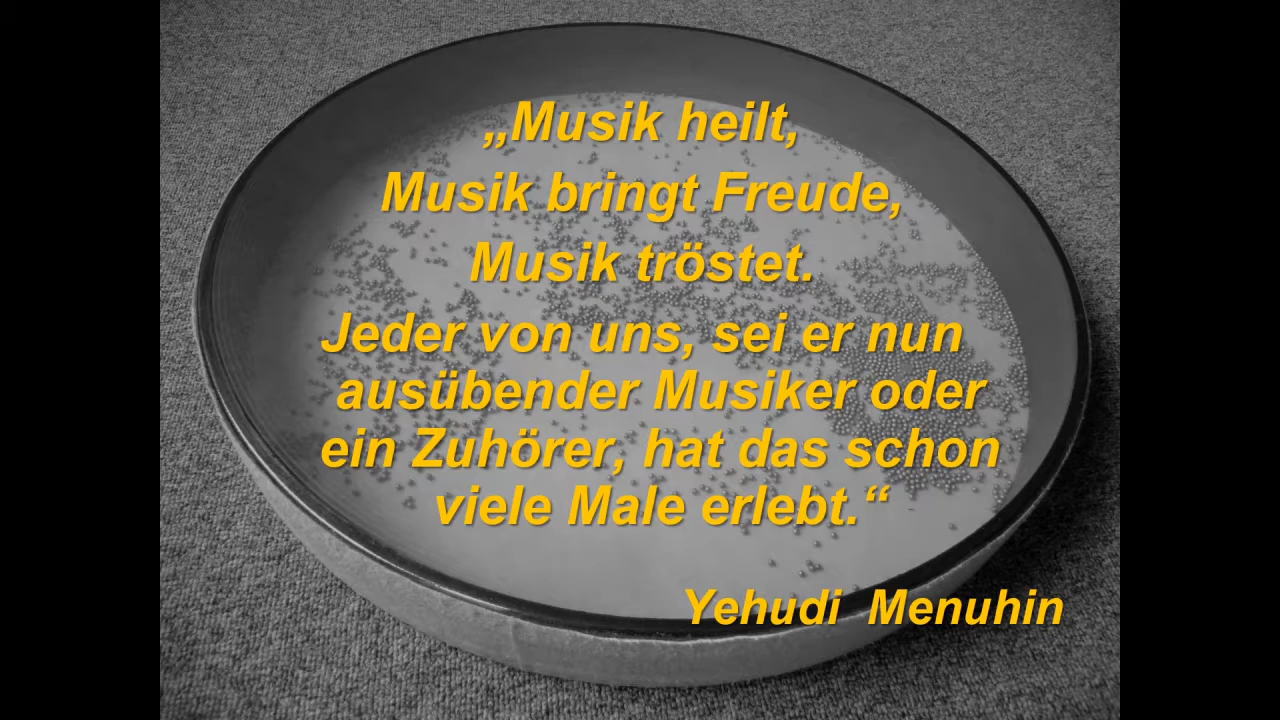 „Musik heilt,
Musik bringt Freude,
Musik tröstet.
Jeder von uns, sei er nun
ausübender Musiker oder
ein Zuhörer, hat das schon
viele Male erlebt.“
Yehudi Menuhin